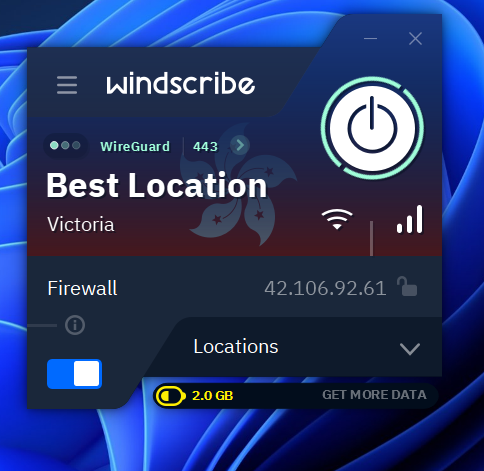 windscribe
WireGuard 443
Best Location
Victoria
Firewall 42.106.92.61
Locations
2.0 GB GET MORE DATA